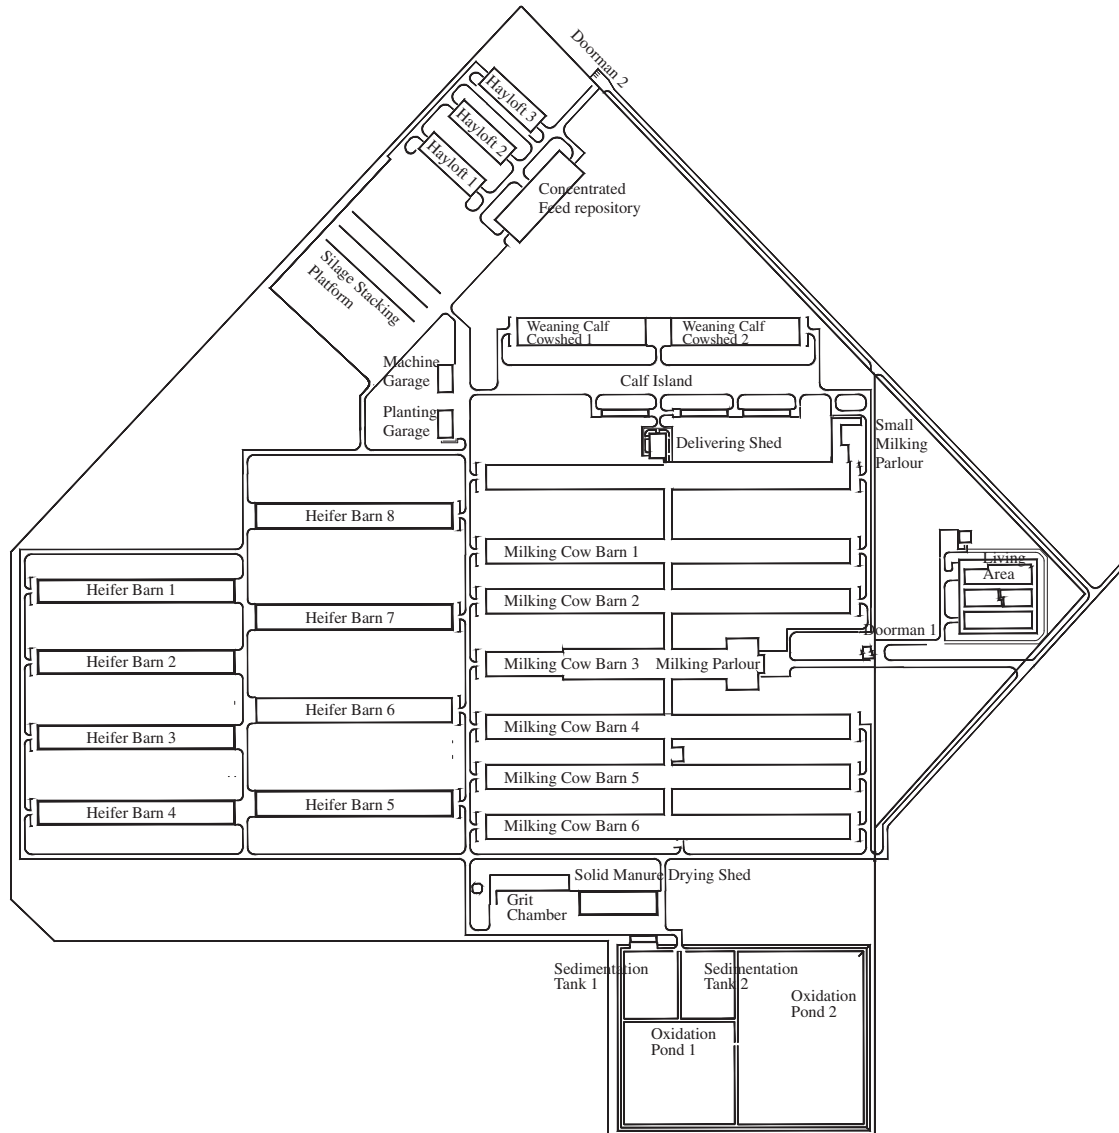 Doorman 2
Hayloft 3
Hayloft 2
Hayloft 1
Concentrated
Feed repository
Silage Stacking
Platform
Weaning Calf
Cowshed 1
Weaning Calf
Cowshed 2
Machine
Garage
Calf Island
Planting
Garage
Delivering Shed
Small
Milking
Parlour
Heifer Barn 8
Milking Cow Barn 1
Living
Area
Heifer Barn 1
Milking Cow Barn 2
Heifer Barn 7
Doorman 1
Heifer Barn 2
Milking Cow Barn 3
Milking Parlour
Heifer Barn 6
Milking Cow Barn 4
Heifer Barn 3
Milking Cow Barn 5
Heifer Barn 5
Heifer Barn 4
Milking Cow Barn 6
Solid Manure Drying Shed
Grit
Chamber
Sedimentation
Tank 1
Sedimentation
Tank 2
Oxidation
Pond 2
Oxidation
Pond 1